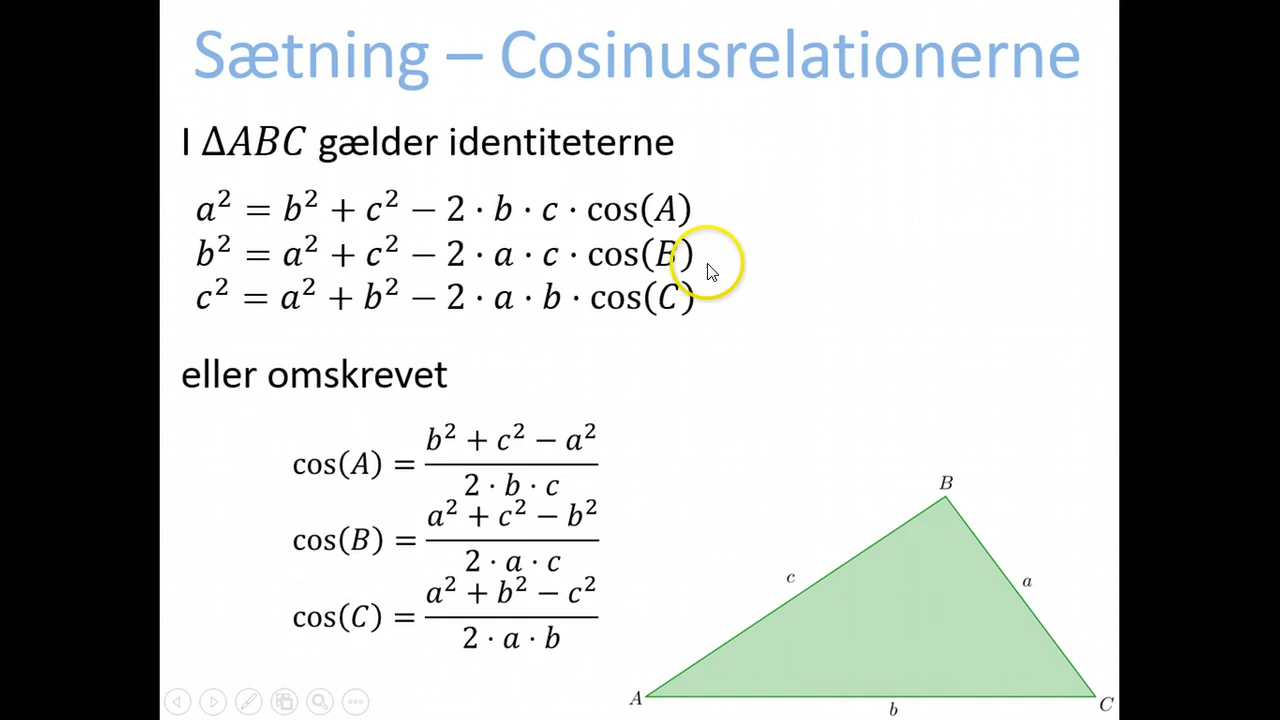 Sætning – Cosinusrelationerne
I ΔABC gælder identiteterne
a² = b² + c² − 2 · b · c · cos(A)
b² = a² + c² − 2 · a · c · cos(B)
c² = a² + b² − 2 · a · b · cos(C)
eller omskrevet
cos(A) = (b² + c² − a²) / (2 · b · c)
cos(B) = (a² + c² − b²) / (2 · a · c)
cos(C) = (a² + b² − c²) / (2 · a · b)
B
c
a
A
b
C